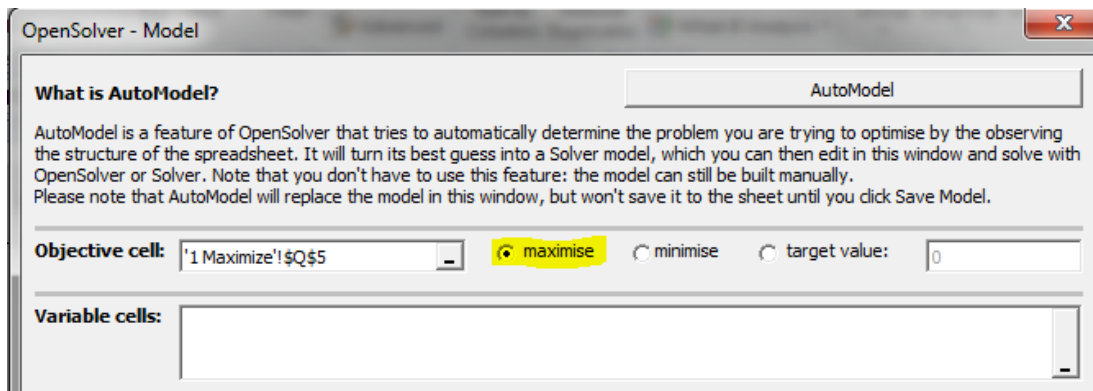 OpenSolver - Model
What is AutoModel?
AutoModel
AutoModel is a feature of OpenSolver that tries to automatically determine the problem you are trying to optimise by the observing
the structure of the spreadsheet. It will turn its best guess into a Solver model, which you can then edit in this window and solve with
OpenSolver or Solver. Note that you don't have to use this feature: the model can still be built manually.
Please note that AutoModel will replace the model in this window, but won't save it to the sheet until you click Save Model.
Objective cell: '1 Maximize'!$Q$5 _ maximise minimise target value: 0
Variable cells: _